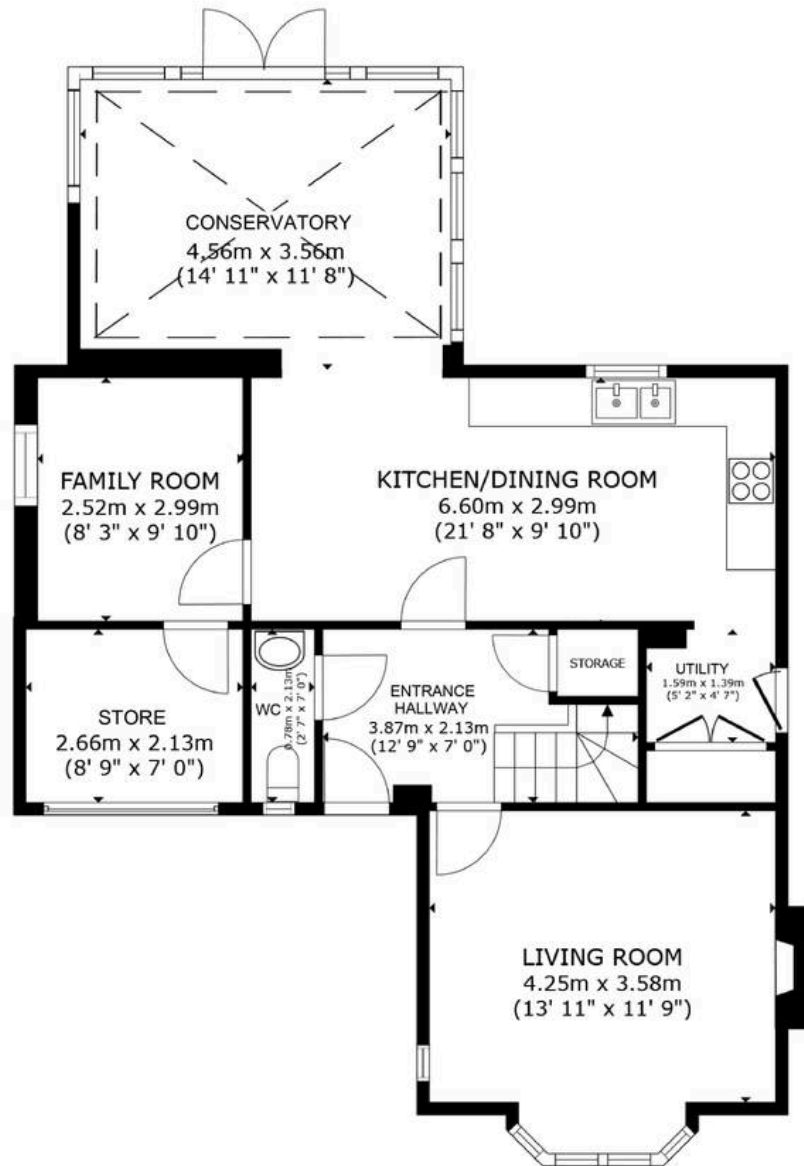 CONSERVATORY
4.56m x 3.56m
(14' 11" x 11' 8")
FAMILY ROOM
2.52m x 2.99m
(8' 3" x 9' 10")
KITCHEN/DINING ROOM
6.60m x 2.99m
(21' 8" x 9' 10")
STORE
2.66m x 2.13m
(8' 9" x 7' 0")
WC
0.78m x 2.13m
(2' 7" x 7' 0")
ENTRANCE
HALLWAY
3.87m x 2.13m
(12' 9" x 7' 0")
STORAGE
UTILITY
1.59m x 1.39m
(5' 2" x 4' 7")
LIVING ROOM
4.25m x 3.58m
(13' 11" x 11' 9")